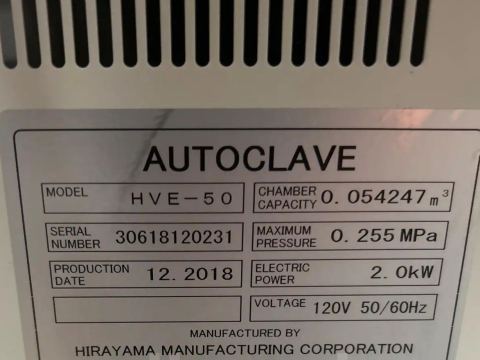 AUTOCLAVE
MODEL HVE-50
CHAMBER CAPACITY 0.054247 m³
SERIAL NUMBER 30618120231
MAXIMUM PRESSURE 0.255 MPa
PRODUCTION DATE 12.2018
ELECTRIC POWER 2.0kW
VOLTAGE 120V 50/60Hz
MANUFACTURED BY
HIRAYAMA MANUFACTURING CORPORATION